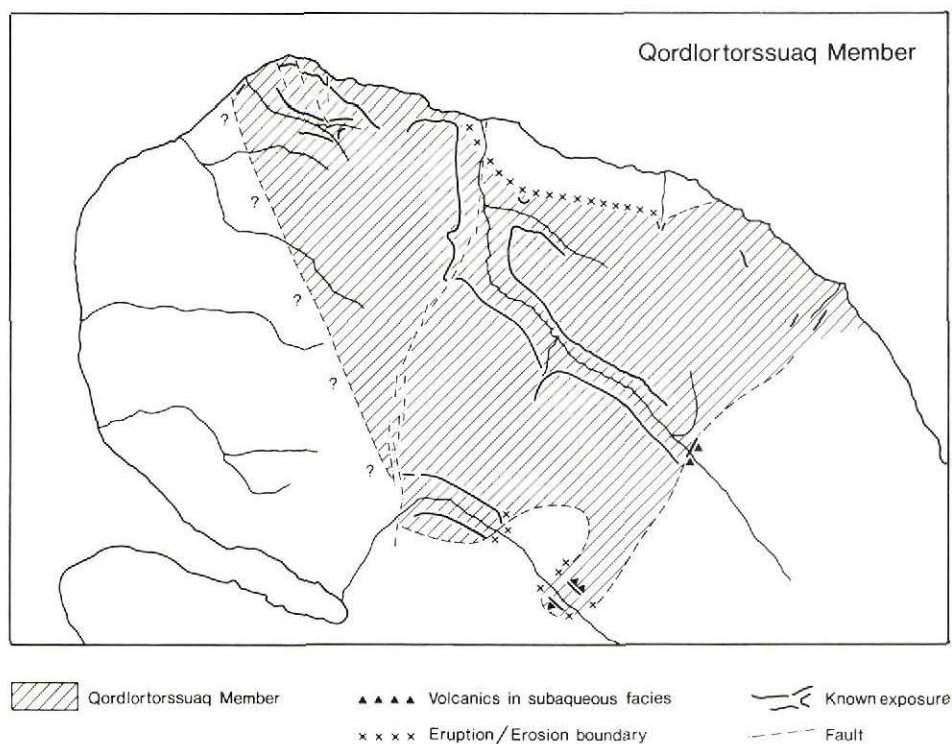 Qordlortorssuaq Member
?
?
?
?
?
Qordlortorssuaq Member
Volcanics in subaqueous facies
Known exposure
Eruption / Erosion boundary
Fault